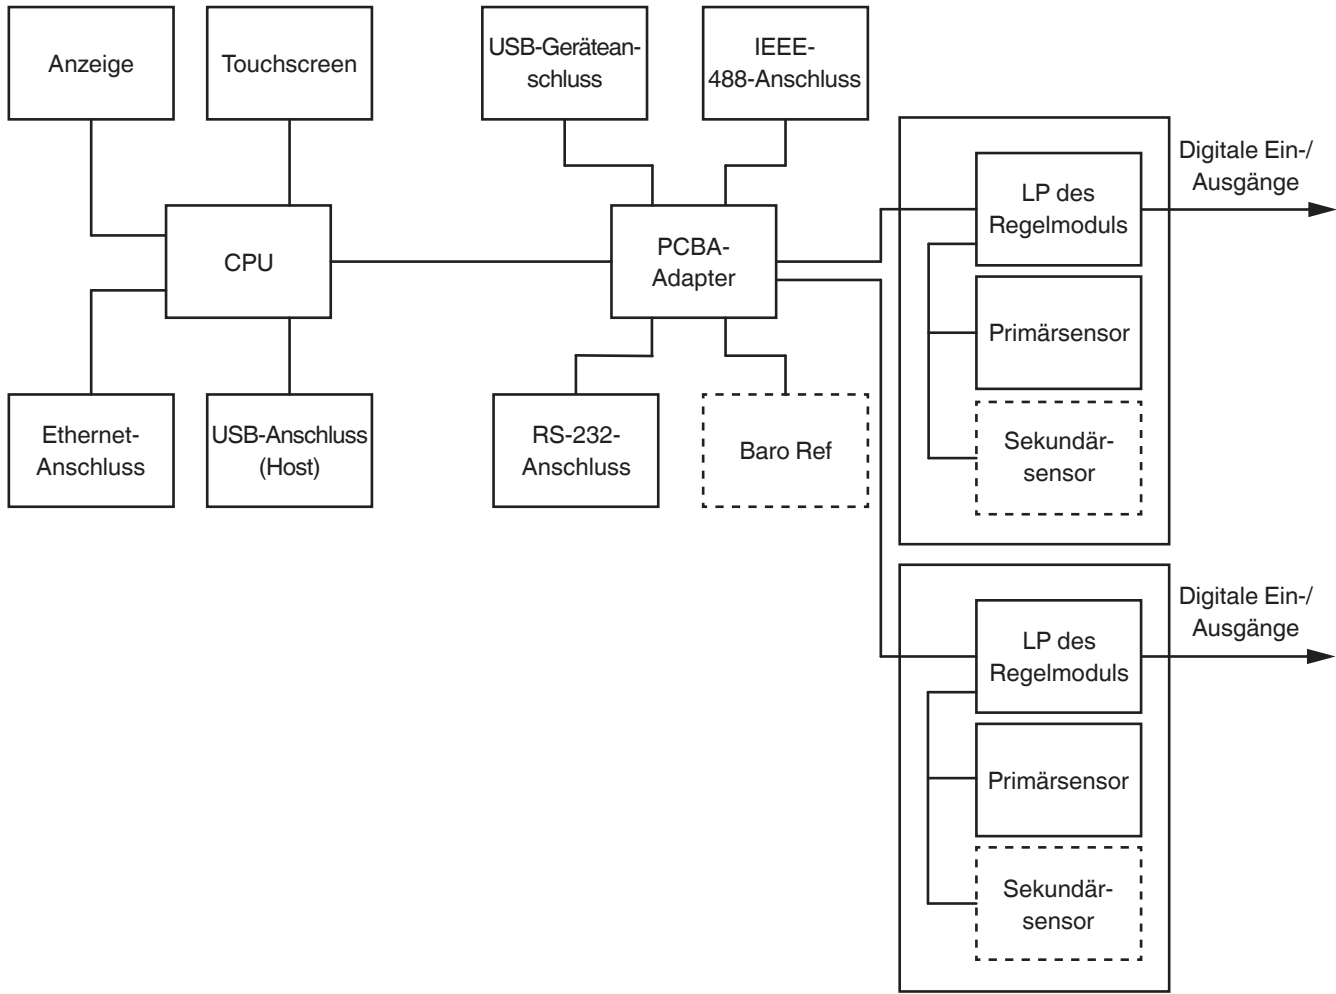 Anzeige
Touchscreen
USB-Gerätean-
schluss
IEEE-
488-Anschluss
CPU
PCBA-
Adapter
Ethernet-
Anschluss
USB-Anschluss
(Host)
RS-232-
Anschluss
Baro Ref
LP des
Regelmoduls
Primärsensor
Sekundär-
sensor
Digitale Ein-/
Ausgänge
LP des
Regelmoduls
Primärsensor
Sekundär-
sensor
Digitale Ein-/
Ausgänge